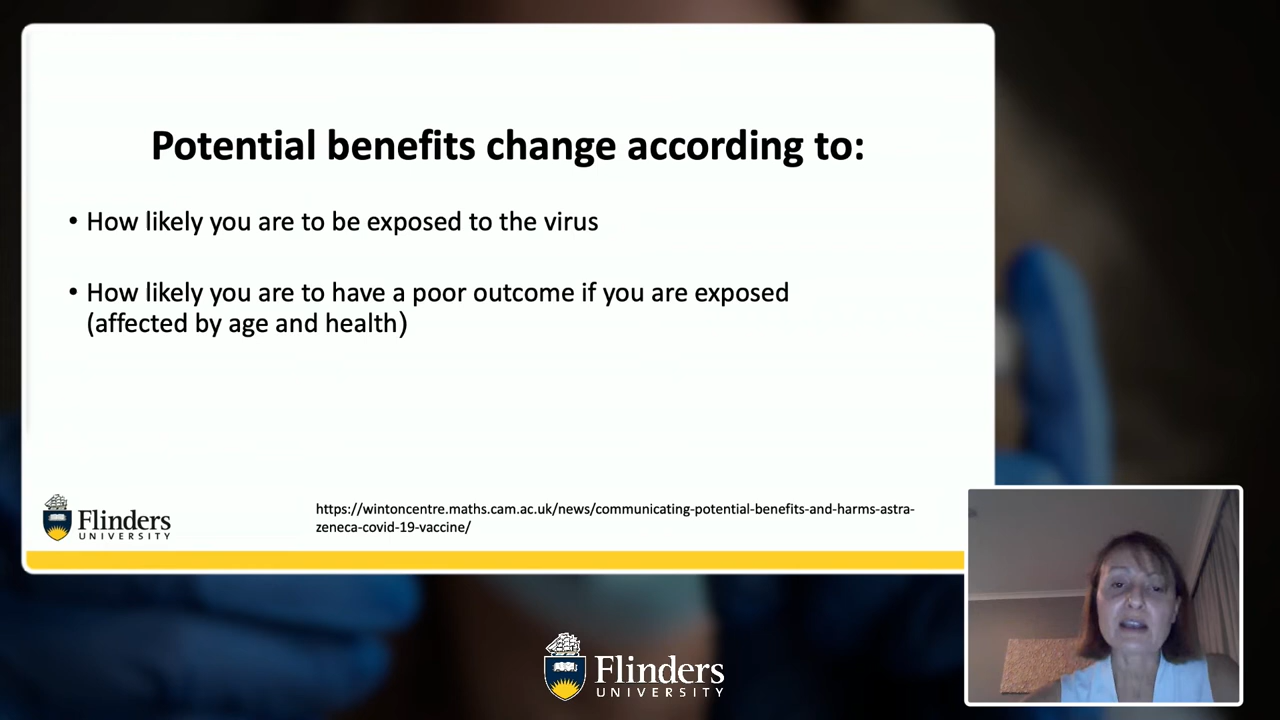 Potential benefits change according to:
• How likely you are to be exposed to the virus
• How likely you are to have a poor outcome if you are exposed
(affected by age and health)
Flinders
UNIVERSITY
https://wintoncentre.maths.cam.ac.uk/news/communicating-potential-benefits-and-harms-astra-
zeneca-covid-19-vaccine/
Flinders
UNIVERSITY